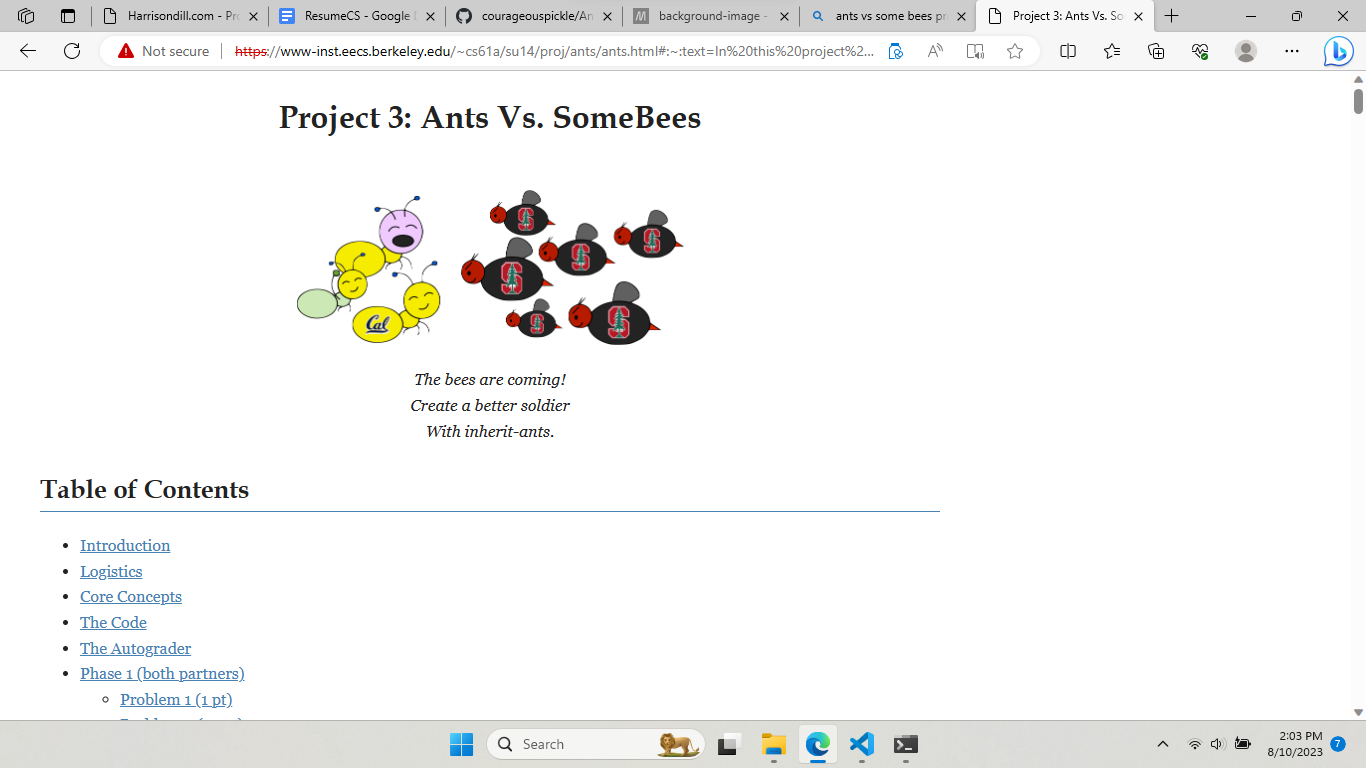 Harrisondill.com - Pro
ResumeCS - Google D
courageouspickle/An
background-image -
ants vs some bees pr
Project 3: Ants Vs. So
Not secure
https://www-inst.eecs.berkeley.edu/~cs61a/su14/proj/ants/ants.html#:~:text=In%20this%20project%2...
Project 3: Ants Vs. SomeBees
Cal
S S S S S S
The bees are coming!
Create a better soldier
With inherit-ants.
Table of Contents
Introduction
Logistics
Core Concepts
The Code
The Autograder
Phase 1 (both partners)
Problem 1 (1 pt)
Search
2:03 PM
8/10/2023
7